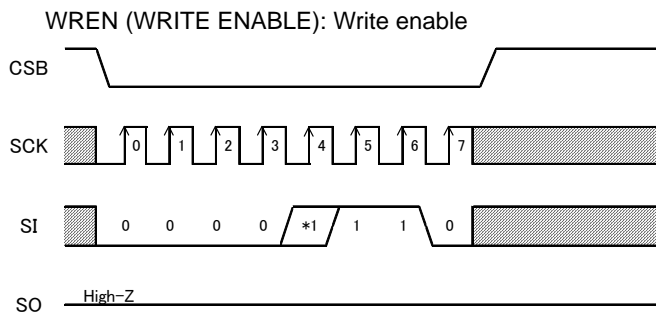 WREN (WRITE ENABLE): Write enable
CSB
SCK
0 1 2 3 4 5 6 7
SI
0 0 0 0 *1 1 1 0
High-Z
SO